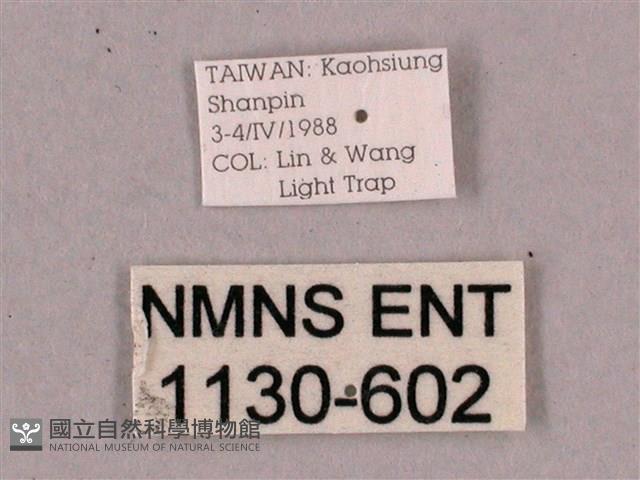 TAIWAN: Kaohsiung
Shanpin
3-4/IV/1988
COL: Lin & Wang
Light Trap
NMNS ENT
1130-602
國立自然科學博物館
NATIONAL MUSEUM OF NATURAL SCIENCE